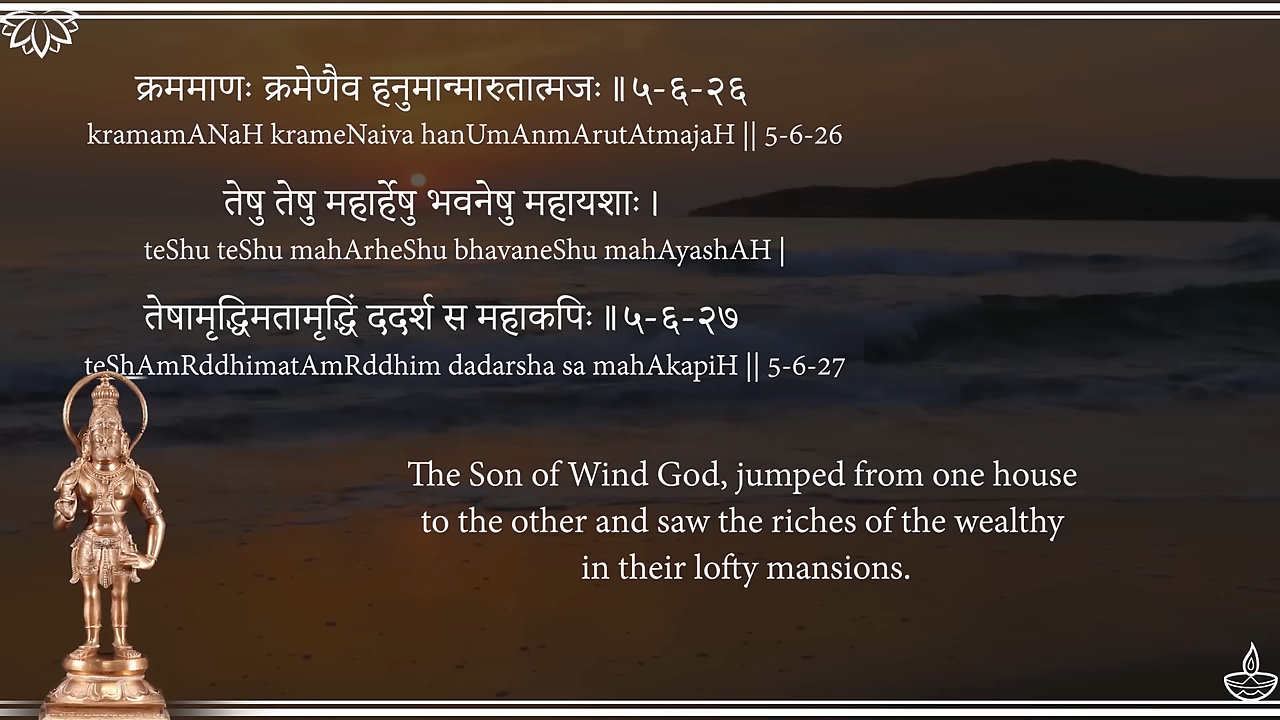 क्रममाणः क्रमेणैव हनुमान्मारुतात्मजः ॥५-६-२६
kramamANaH krameNaiva hanUmAnmArutAtmajaH || 5-6-26
तेषु तेषु महार्हेषु भवनेषु महायशाः ।
teShu teShu mahArheShu bhavaneShu mahAyashAH |
तेषामृद्धिमतामृद्धिं ददर्श स महाकपिः ॥५-६-२७
teShAmRddhimatAmRddhim dadarsha sa mahAkapiH || 5-6-27
The Son of Wind God, jumped from one house
to the other and saw the riches of the wealthy
in their lofty mansions.